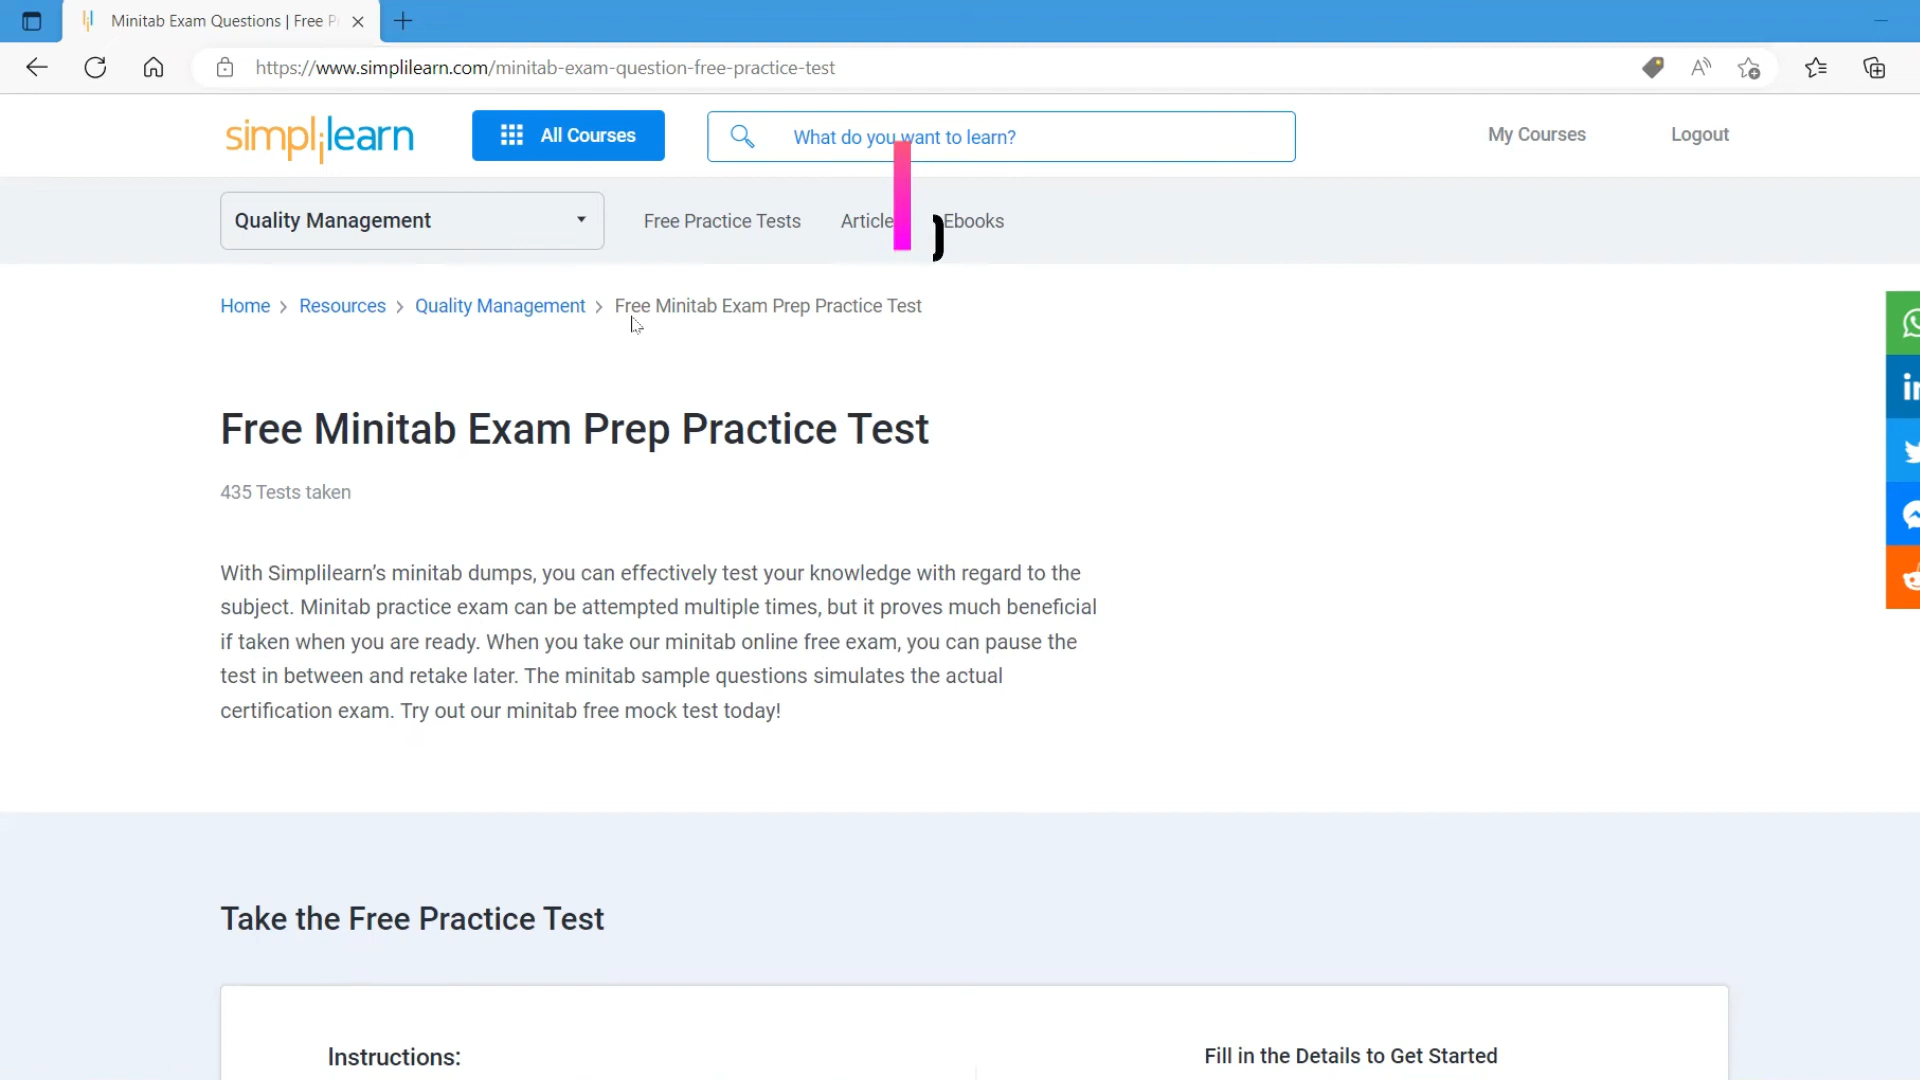 Minitab Exam Questions | Free P
https://www.simplilearn.com/minitab-exam-question-free-practice-test
simplilearn
All Courses
What do you want to learn?
My Courses
Logout
Quality Management
Free Practice Tests
Article
Ebooks
Home > Resources > Quality Management > Free Minitab Exam Prep Practice Test
Free Minitab Exam Prep Practice Test
435 Tests taken
With Simplilearn’s minitab dumps, you can effectively test your knowledge with regard to the
subject. Minitab practice exam can be attempted multiple times, but it proves much beneficial
if taken when you are ready. When you take our minitab online free exam, you can pause the
test in between and retake later. The minitab sample questions simulates the actual
certification exam. Try out our minitab free mock test today!
Take the Free Practice Test
Instructions:
Fill in the Details to Get Started